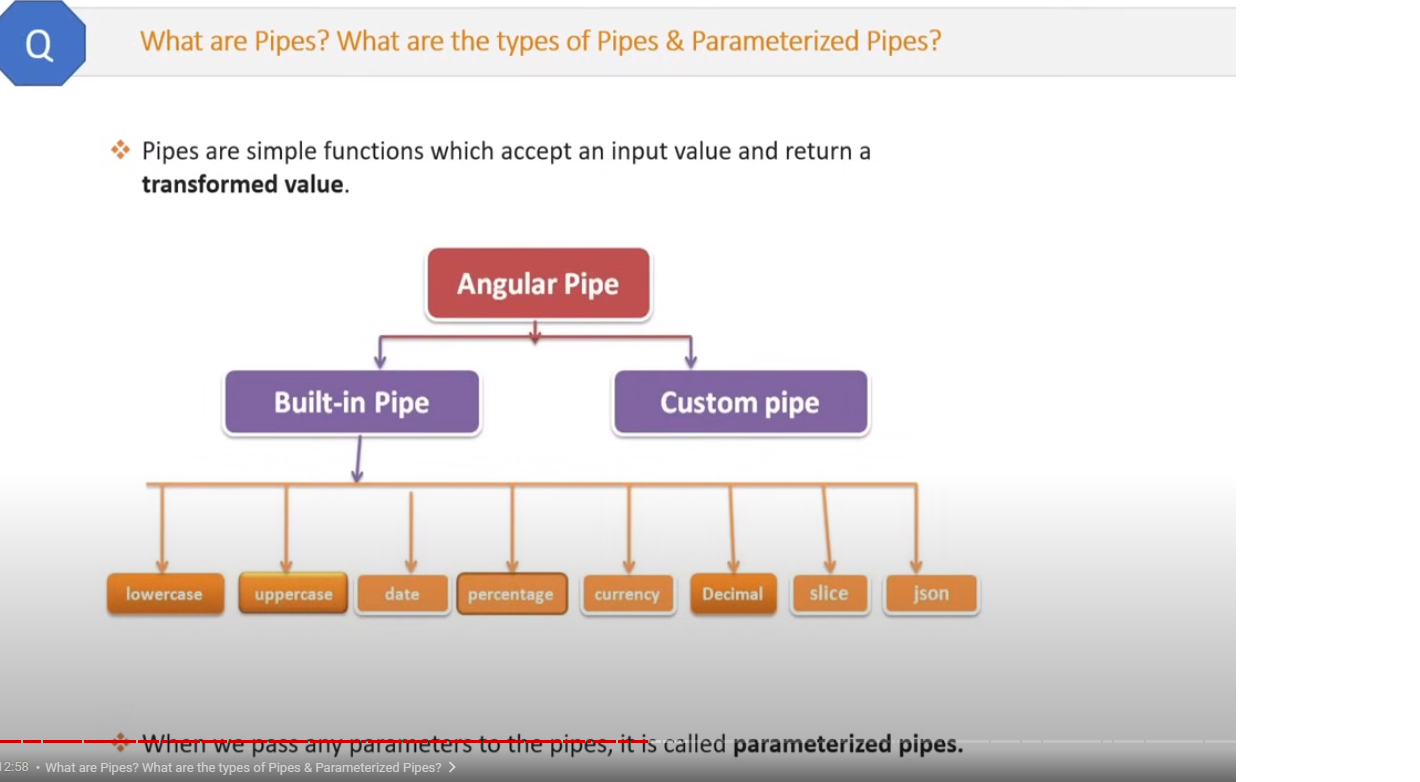 Q
What are Pipes? What are the types of Pipes & Parameterized Pipes?
Pipes are simple functions which accept an input value and return a
transformed value.
Angular Pipe
Built-in Pipe
Custom pipe
lowercase
uppercase
date
percentage
currency
Decimal
slice
json
When we pass any parameters to the pipes, it is called parameterized pipes.
2:58 • What are Pipes? What are the types of Pipes & Parameterized Pipes?